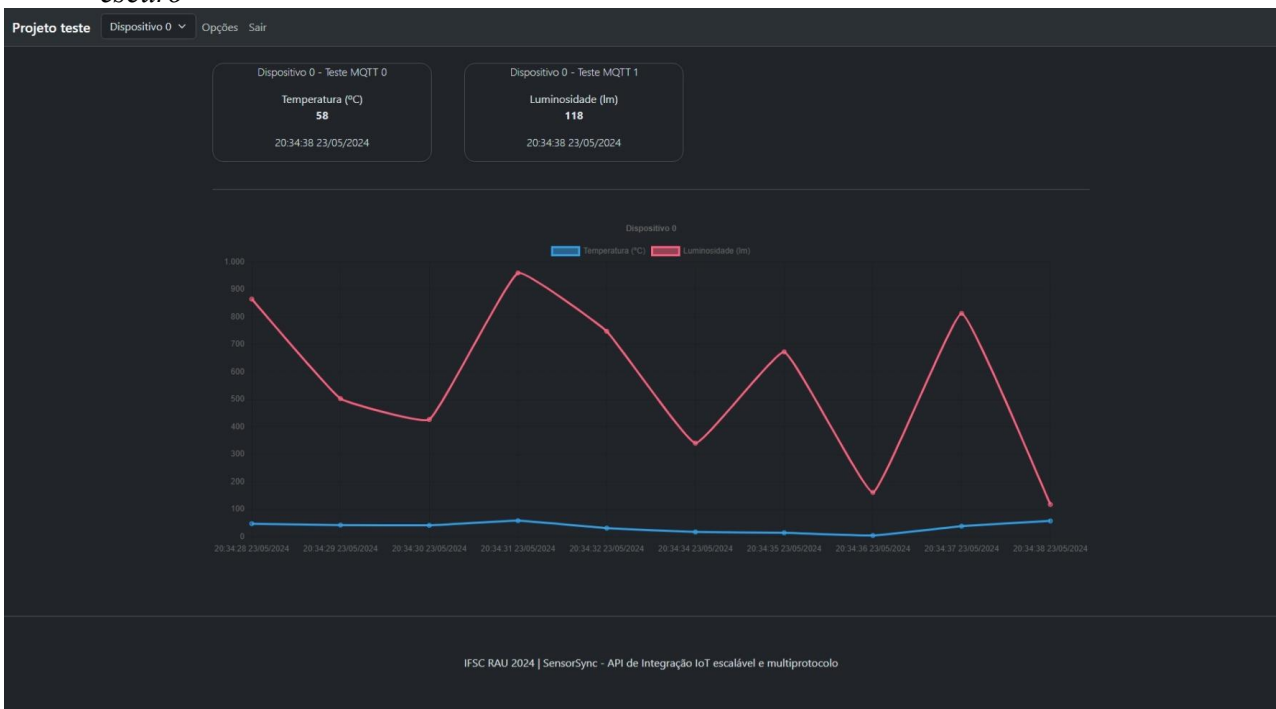 escuro
Projeto teste Dispositivo 0 Opções Sair
Dispositivo 0 - Teste MQTT 0
Temperatura (ºC)
58
20:34:38 23/05/2024
Dispositivo 0 - Teste MQTT 1
Luminosidade (lm)
118
20:34:38 23/05/2024
Dispositivo 0
Temperatura (ºC) Luminosidade (lm)
1.000
900
800
700
600
500
400
300
200
100
0
20:34:28 23/05/2024 20:34:29 23/05/2024 20:34:30 23/05/2024 20:34:31 23/05/2024 20:34:32 23/05/2024 20:34:34 23/05/2024 20:34:35 23/05/2024 20:34:36 23/05/2024 20:34:37 23/05/2024 20:34:38 23/05/2024
IFSC RAU 2024 | SensorSync - API de Integração IoT escalável e multiprotocolo